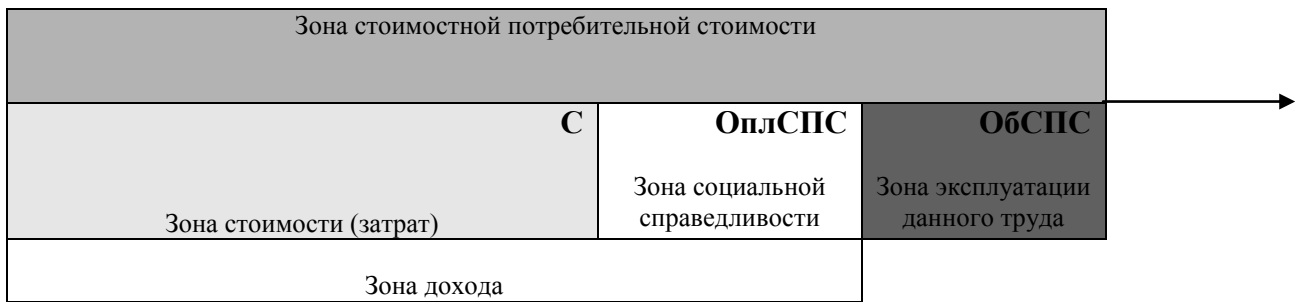 Зона стоимостной потребительной стоимости
С
ОплСПС
ОбСПС
Зона стоимости (затрат)
Зона социальной
справедливости
Зона эксплуатации
данного труда
Зона дохода